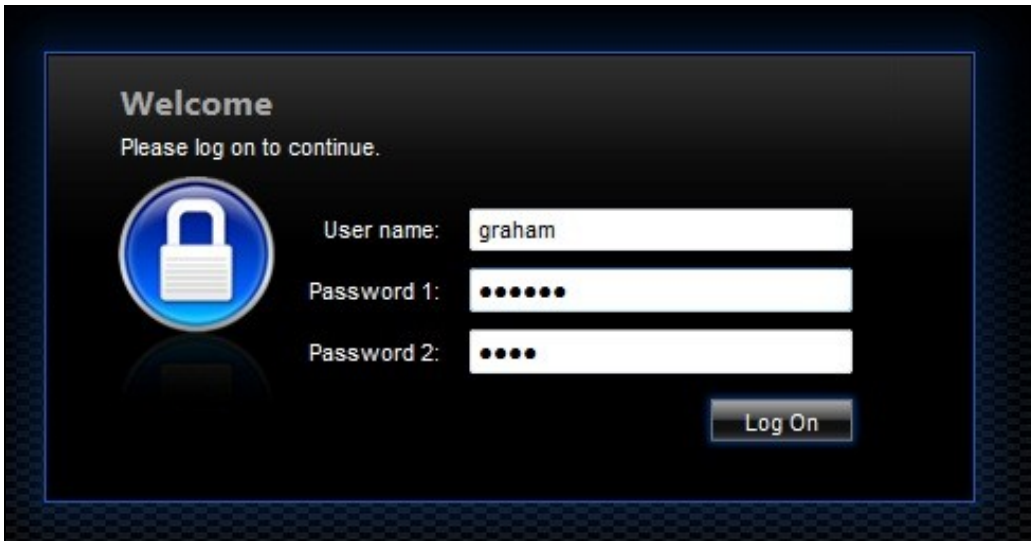 Welcome
Please log on to continue.
User name: graham
Password 1: ••••••
Password 2: ••••
Log On